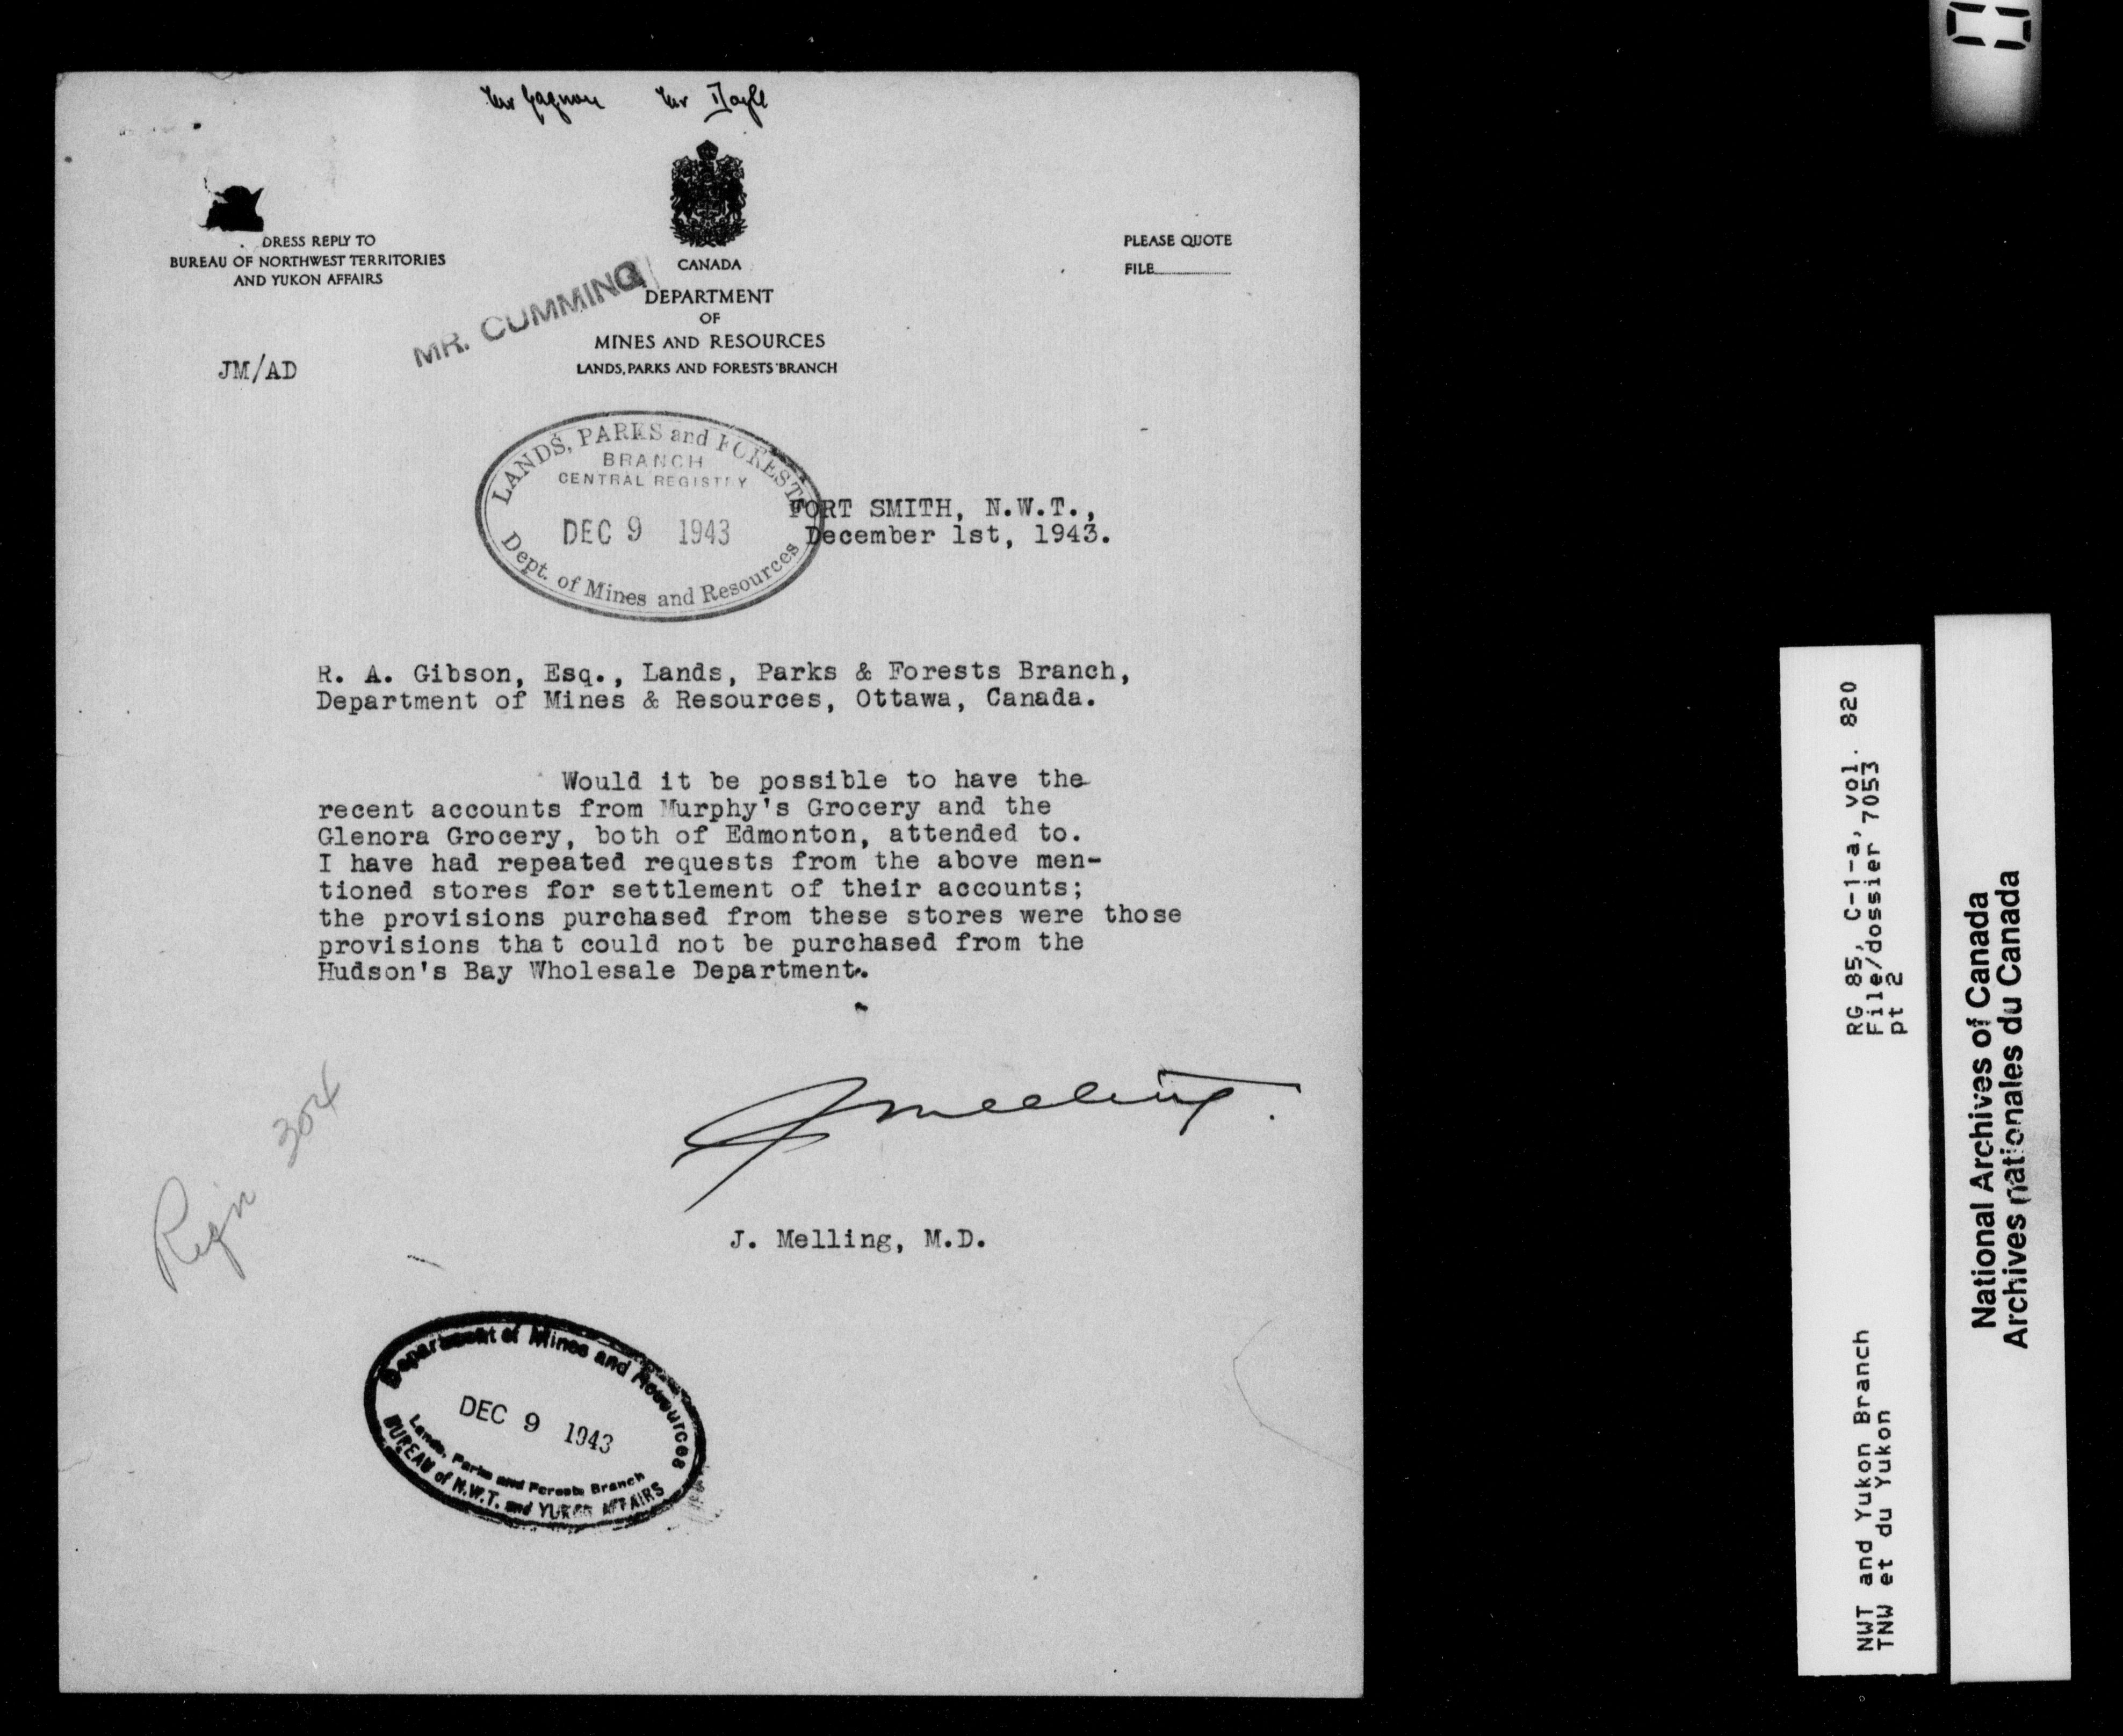 Mr Gagnon Mr Doyle
DRESS REPLY TO
BUREAU OF NORTHWEST TERRITORIES
AND YUKON AFFAIRS
CANADA
DEPARTMENT
OF
MINES AND RESOURCES
LANDS, PARKS AND FORESTS BRANCH
PLEASE QUOTE
FILE
MR. CUMMING
JM/AD
LANDS, PARKS and FORESTS
BRANCH
CENTRAL REGISTRY
DEC 9 1943
Dept. of Mines and Resources
FORT SMITH, N.W.T.,
December 1st, 1943.
R. A. Gibson, Esq., Lands, Parks & Forests Branch,
Department of Mines & Resources, Ottawa, Canada.
Would it be possible to have the
recent accounts from Murphy's Grocery and the
Glenora Grocery, both of Edmonton, attended to.
I have had repeated requests from the above men-
tioned stores for settlement of their accounts;
the provisions purchased from these stores were those
provisions that could not be purchased from the
Hudson's Bay Wholesale Department.
JMelling.
J. Melling, M.D.
304
Department of Mines and Resources
DEC 9 1943
Lands, Parks and Forests Branch
BUREAU of N.W.T. and YUKON AFFAIRS
RG 85, C-1-a, vol. 820
File/dossier 7053
pt 2
NWT and Yukon Branch
TNW et du Yukon
National Archives of Canada
Archives nationales du Canada